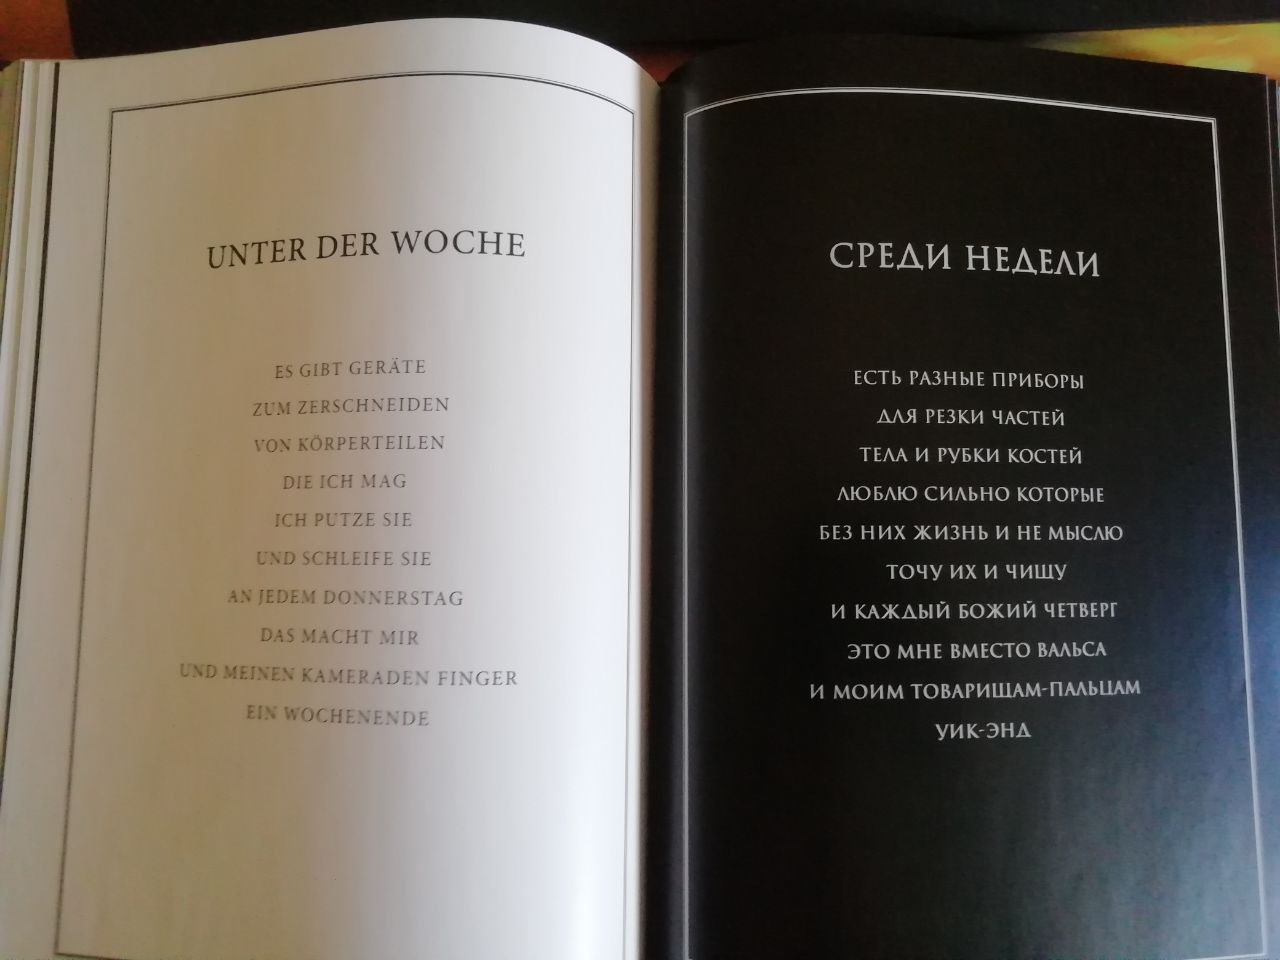 UNTER DER WOCHE
ES GIBT GERÄTE
ZUM ZERSCHNEIDEN
VON KÖRPERTEILEN
DIE ICH MAG
ICH PUTZE SIE
UND SCHLEIFE SIE
AN JEDEM DONNERSTAG
DAS MACHT MIR
UND MEINEN KAMERADEN FINGER
EIN WOCHENENDE
СРЕДИ НЕДЕЛИ
ЕСТЬ РАЗНЫЕ ПРИБОРЫ
ДЛЯ РЕЗКИ ЧАСТЕЙ
ТЕЛА И РУБКИ КОСТЕЙ
ЛЮБЛЮ СИЛЬНО КОТОРЫЕ
БЕЗ НИХ ЖИЗНЬ И НЕ МЫСЛЮ
ТОЧУ ИХ И ЧИЩУ
И КАЖДЫЙ БОЖИЙ ЧЕТВЕРГ
ЭТО МНЕ ВМЕСТО ВАЛЬСА
И МОИМ ТОВАРИЩАМ-ПАЛЬЦАМ
УИК-ЭНД